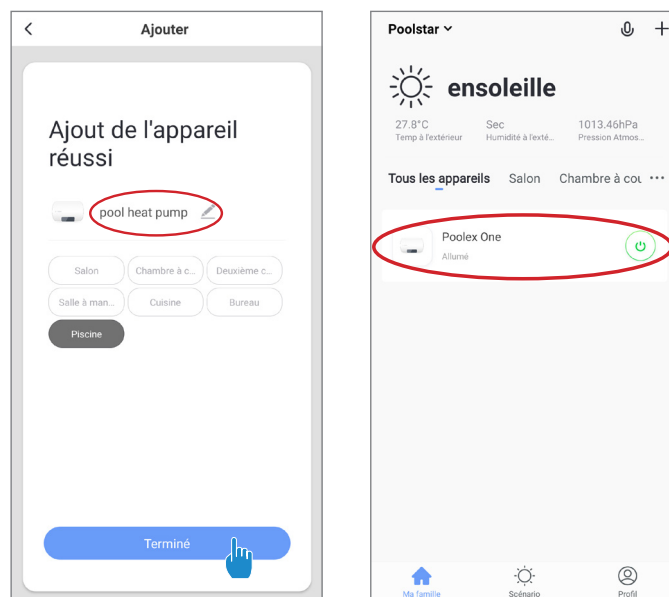 Ajouter
Ajout de l'appareil
réussi
pool heat pump
Salon
Chambre à c...
Deuxième c...
Salle à man...
Cuisine
Bureau
Piscine
Terminé
Poolstar
ensoleille
27.8°C
Sec
1013.46hPa
Temp à l'extérieur
Humidité à l'exté...
Pression Atmos...
Tous les appareils
Salon
Chambre à cou
Poolex One
Allumé
Ma famille
Scénario
Profil